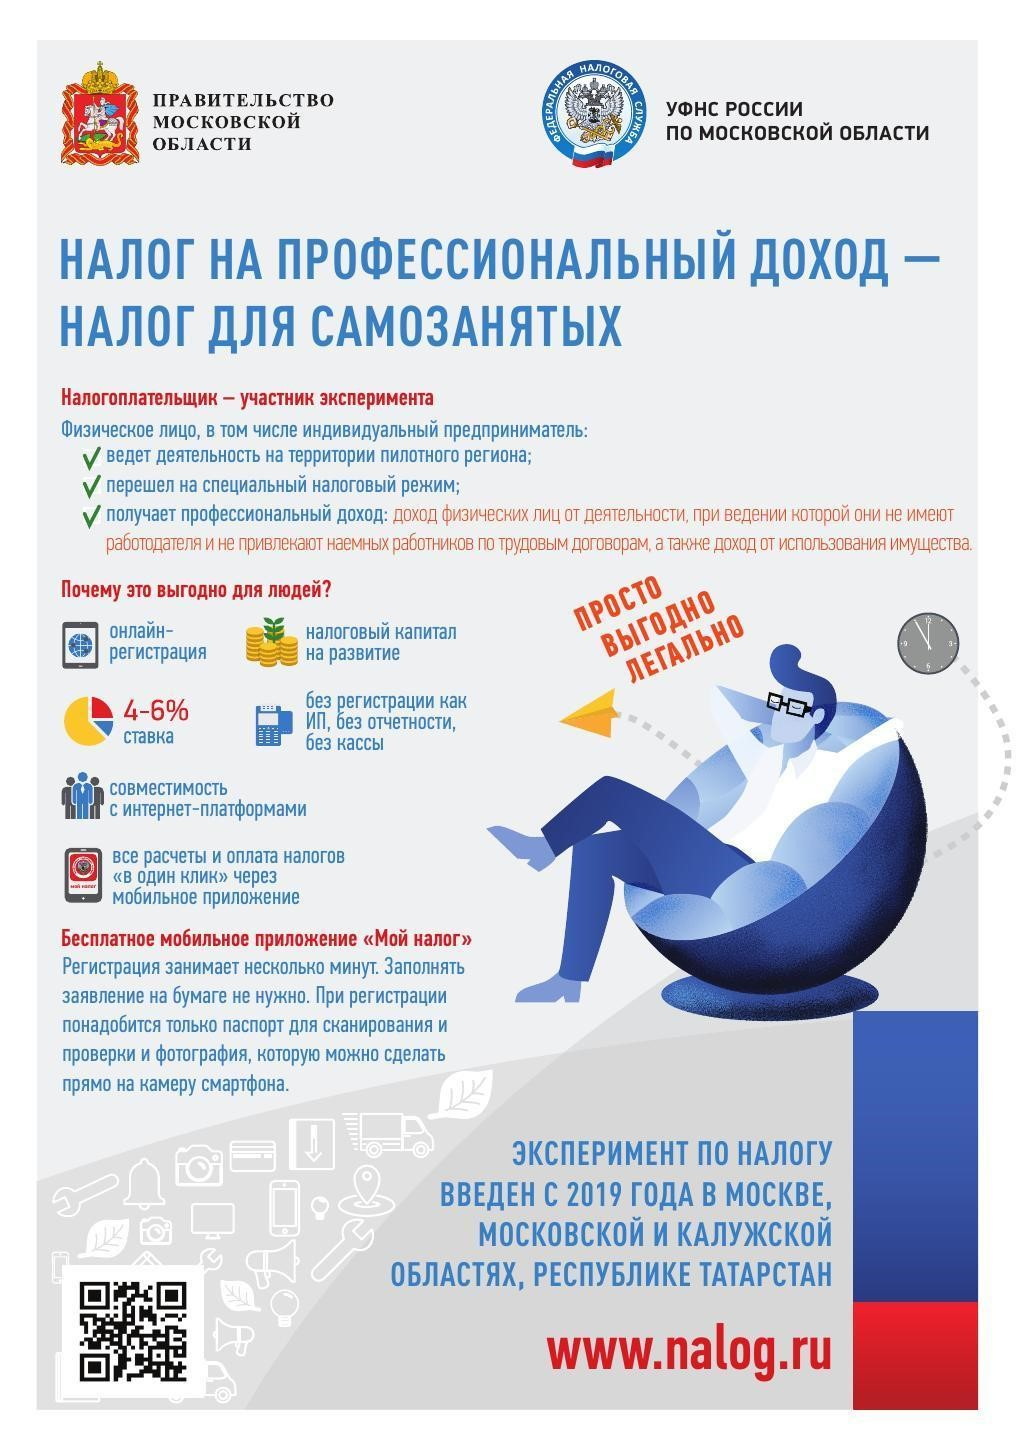 ПРАВИТЕЛЬСТВО
МОСКОВСКОЙ
ОБЛАСТИ
ФЕДЕРАЛЬНАЯ НАЛОГОВАЯ СЛУЖБА
УФНС РОССИИ
ПО МОСКОВСКОЙ ОБЛАСТИ
НАЛОГ НА ПРОФЕССИОНАЛЬНЫЙ ДОХОД –
НАЛОГ ДЛЯ САМОЗАНЯТЫХ
Налогоплательщик – участник эксперимента
Физическое лицо, в том числе индивидуальный предприниматель:
ведет деятельность на территории пилотного региона;
перешел на специальный налоговый режим;
получает профессиональный доход: доход физических лиц от деятельности, при ведении которой они не имеют
работодателя и не привлекают наемных работников по трудовым договорам, а также доход от использования имущества.
Почему это выгодно для людей?
онлайн-
регистрация
налоговый капитал
на развитие
4-6%
ставка
без регистрации как
ИП, без отчетности,
без кассы
совместимость
с интернет-платформами
мой налог
все расчеты и оплата налогов
«в один клик» через
мобильное приложение
ПРОСТО
ВЫГОДНО
ЛЕГАЛЬНО
12
3
6
9
Бесплатное мобильное приложение «Мой налог»
Регистрация занимает несколько минут. Заполнять
заявление на бумаге не нужно. При регистрации
понадобится только паспорт для сканирования и
проверки и фотография, которую можно сделать
прямо на камеру смартфона.
ЭКСПЕРИМЕНТ ПО НАЛОГУ
ВВЕДЕН С 2019 ГОДА В МОСКВЕ,
МОСКОВСКОЙ И КАЛУЖСКОЙ
ОБЛАСТЯХ, РЕСПУБЛИКЕ ТАТАРСТАН
www.nalog.ru